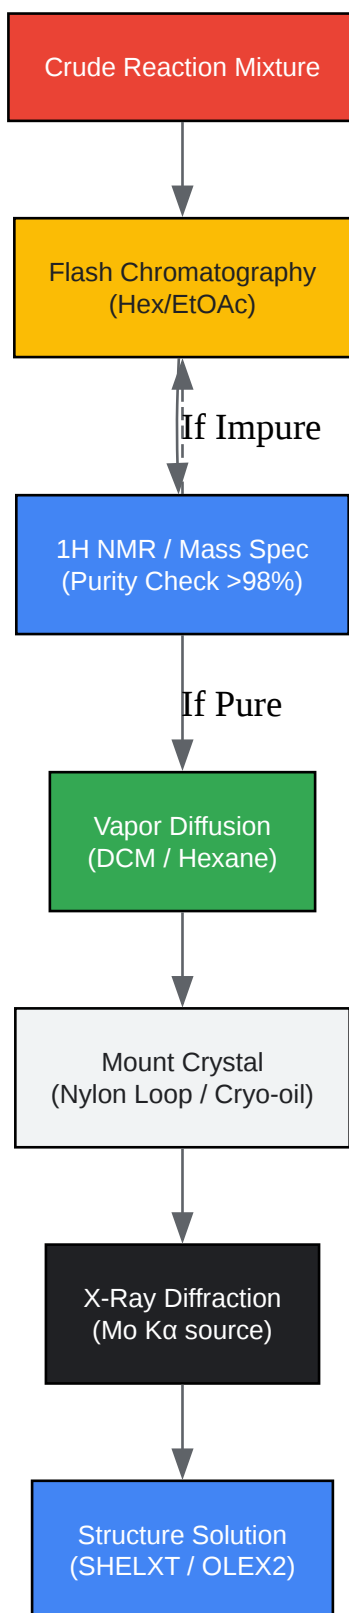 Crude Reaction Mixture
Flash Chromatography
(Hex/EtOAc)
If Impure
1H NMR / Mass Spec
(Purity Check >98%)
If Pure
Vapor Diffusion
(DCM / Hexane)
Mount Crystal
(Nylon Loop / Cryo-oil)
X-Ray Diffraction
(Mo Kα source)
Structure Solution
(SHELXT / OLEX2)